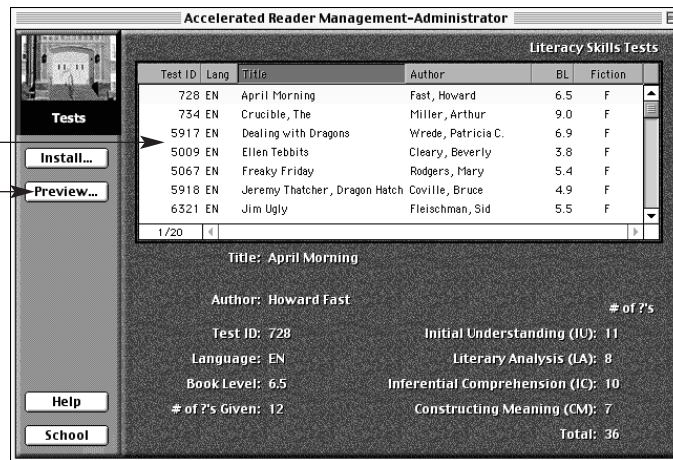 Accelerated Reader Management-Administrator
Literacy Skills Tests
Test ID Lang Title Author BL Fiction
728 EN April Morning Fast, Howard 6.5 F
734 EN Crucible, The Miller, Arthur 9.0 F
5917 EN Dealing with Dragons Wrede, Patricia C. 6.9 F
5009 EN Ellen Tebbits Cleary, Beverly 3.8 F
5067 EN Freaky Friday Rodgers, Mary 5.4 F
5918 EN Jeremy Thatcher, Dragon Hatch Coville, Bruce 4.9 F
6321 EN Jim Ugly Fleischman, Sid 5.5 F
1/20
Tests
Install...
Preview...
Help
School
Title: April Morning
Author: Howard Fast
# of ?'s
Test ID: 728 Initial Understanding (IU): 11
Language: EN Literary Analysis (LA): 8
Book Level: 6.5 Inferential Comprehension (IC): 10
# of ?'s Given: 12 Constructing Meaning (CM): 7
Total: 36